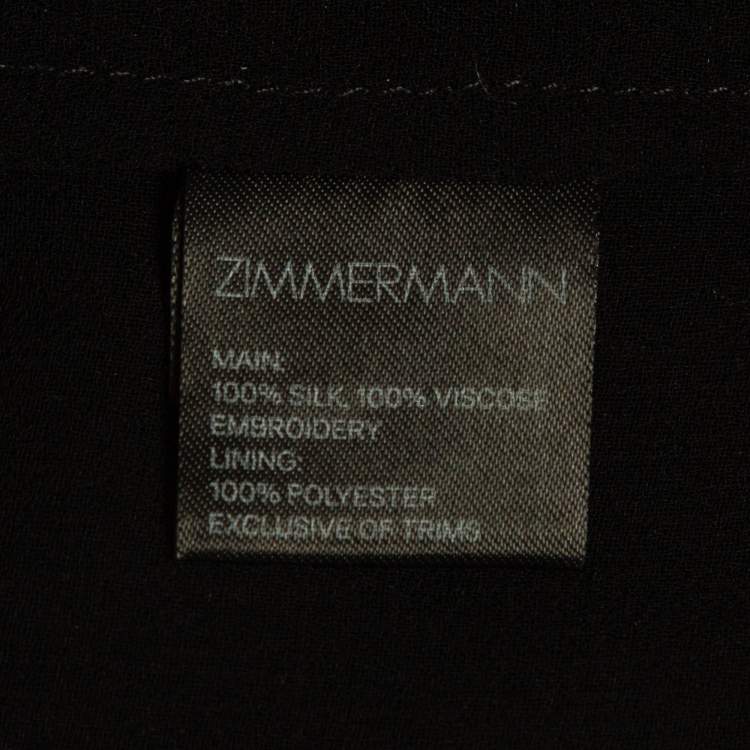 ZIMMERMANN
MAIN:
100% SILK, 100% VISCOSE
EMBROIDERY
LINING:
100% POLYESTER
EXCLUSIVE OF TRIMS